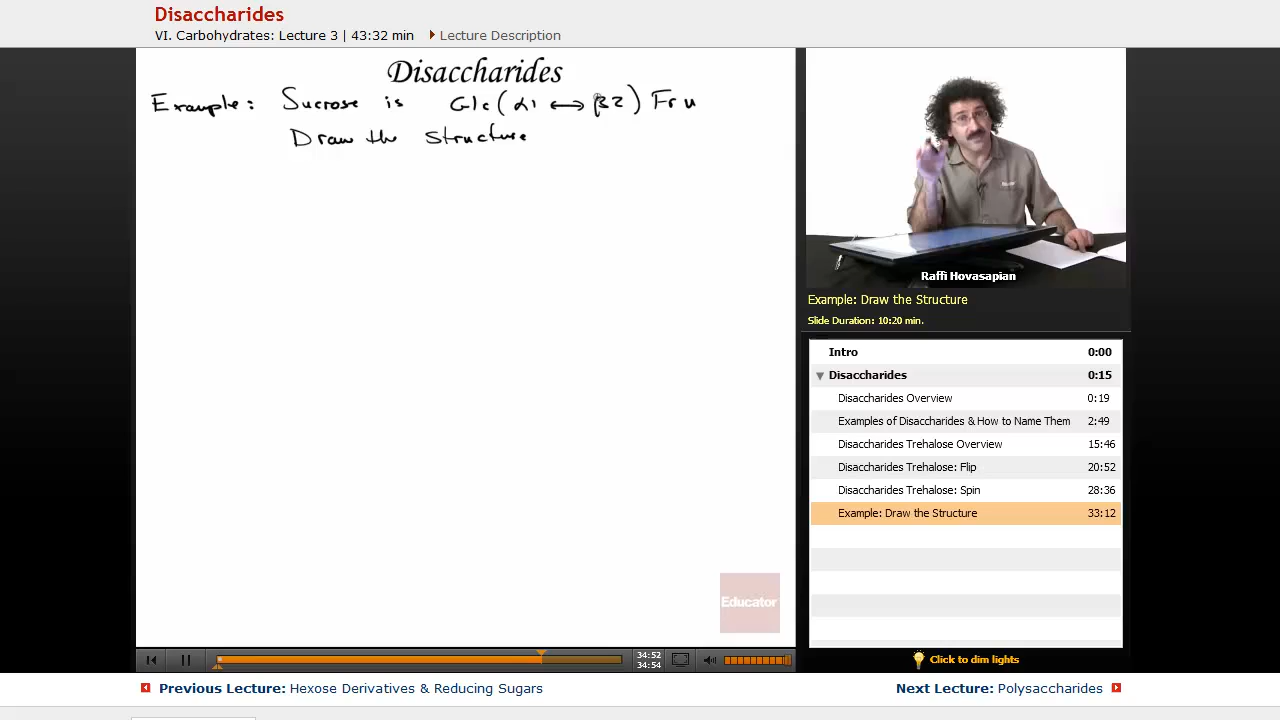 Disaccharides
VI. Carbohydrates: Lecture 3 | 43:32 min
Lecture Description
Disaccharides
Example: Sucrose is Glc(α1 ↔ β2) Fru
Draw the structure
Educator
Raffi Hovasapian
Example: Draw the Structure
Slide Duration: 10:20 min.
Intro 0:00
Disaccharides 0:15
Disaccharides Overview 0:19
Examples of Disaccharides & How to Name Them 2:49
Disaccharides Trehalose Overview 15:46
Disaccharides Trehalose: Flip 20:52
Disaccharides Trehalose: Spin 28:36
Example: Draw the Structure 33:12
34:52
34:54
Click to dim lights
Previous Lecture: Hexose Derivatives & Reducing Sugars
Next Lecture: Polysaccharides